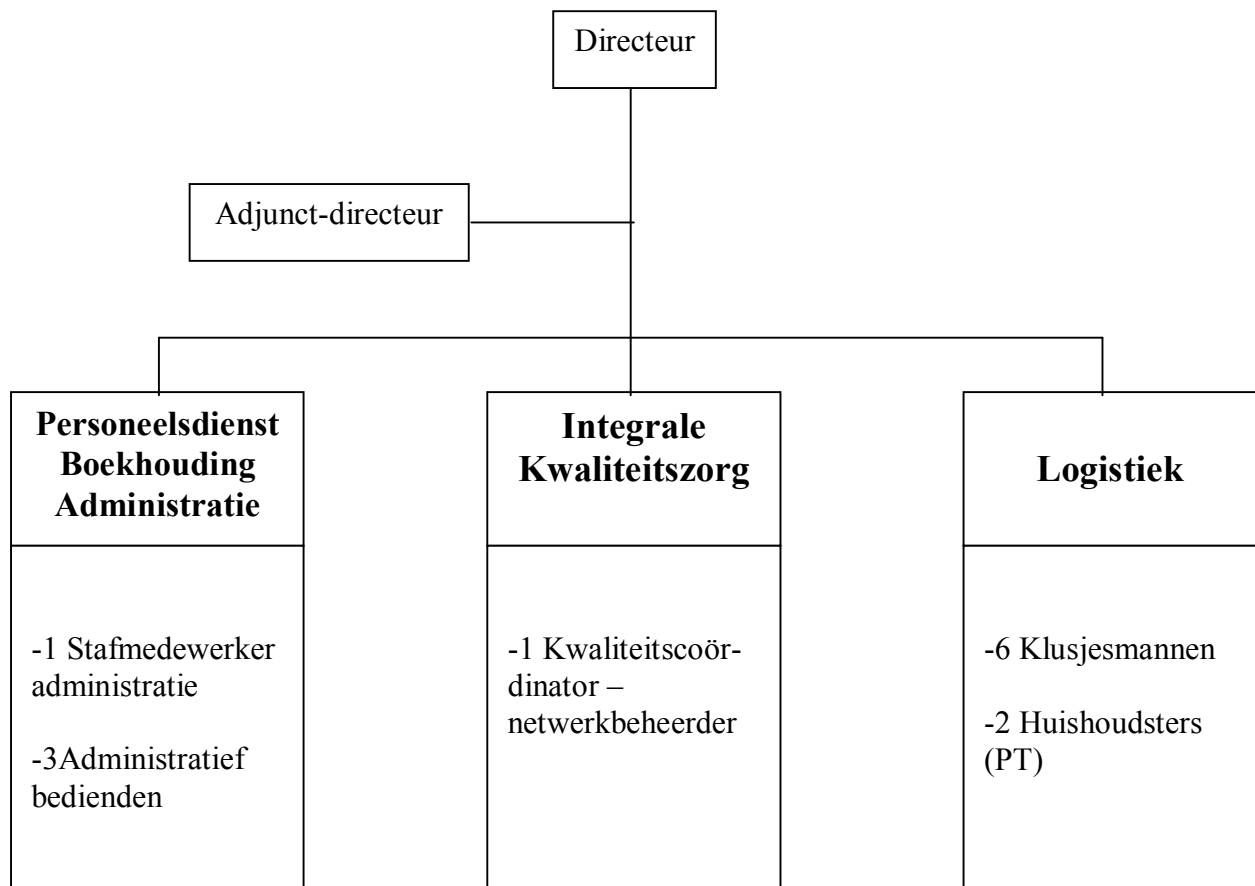 Directeur
Adjunct-directeur
Personeelsdienst
Boekhouding
Administratie
-1 Stafmedewerker
administratie
-3Administratief
bedienden
Integrale
Kwaliteitszorg
-1 Kwaliteitscoör-
dinator –
netwerkbeheerder
Logistiek
-6 Klusjesmannen
-2 Huishoudsters
(PT)